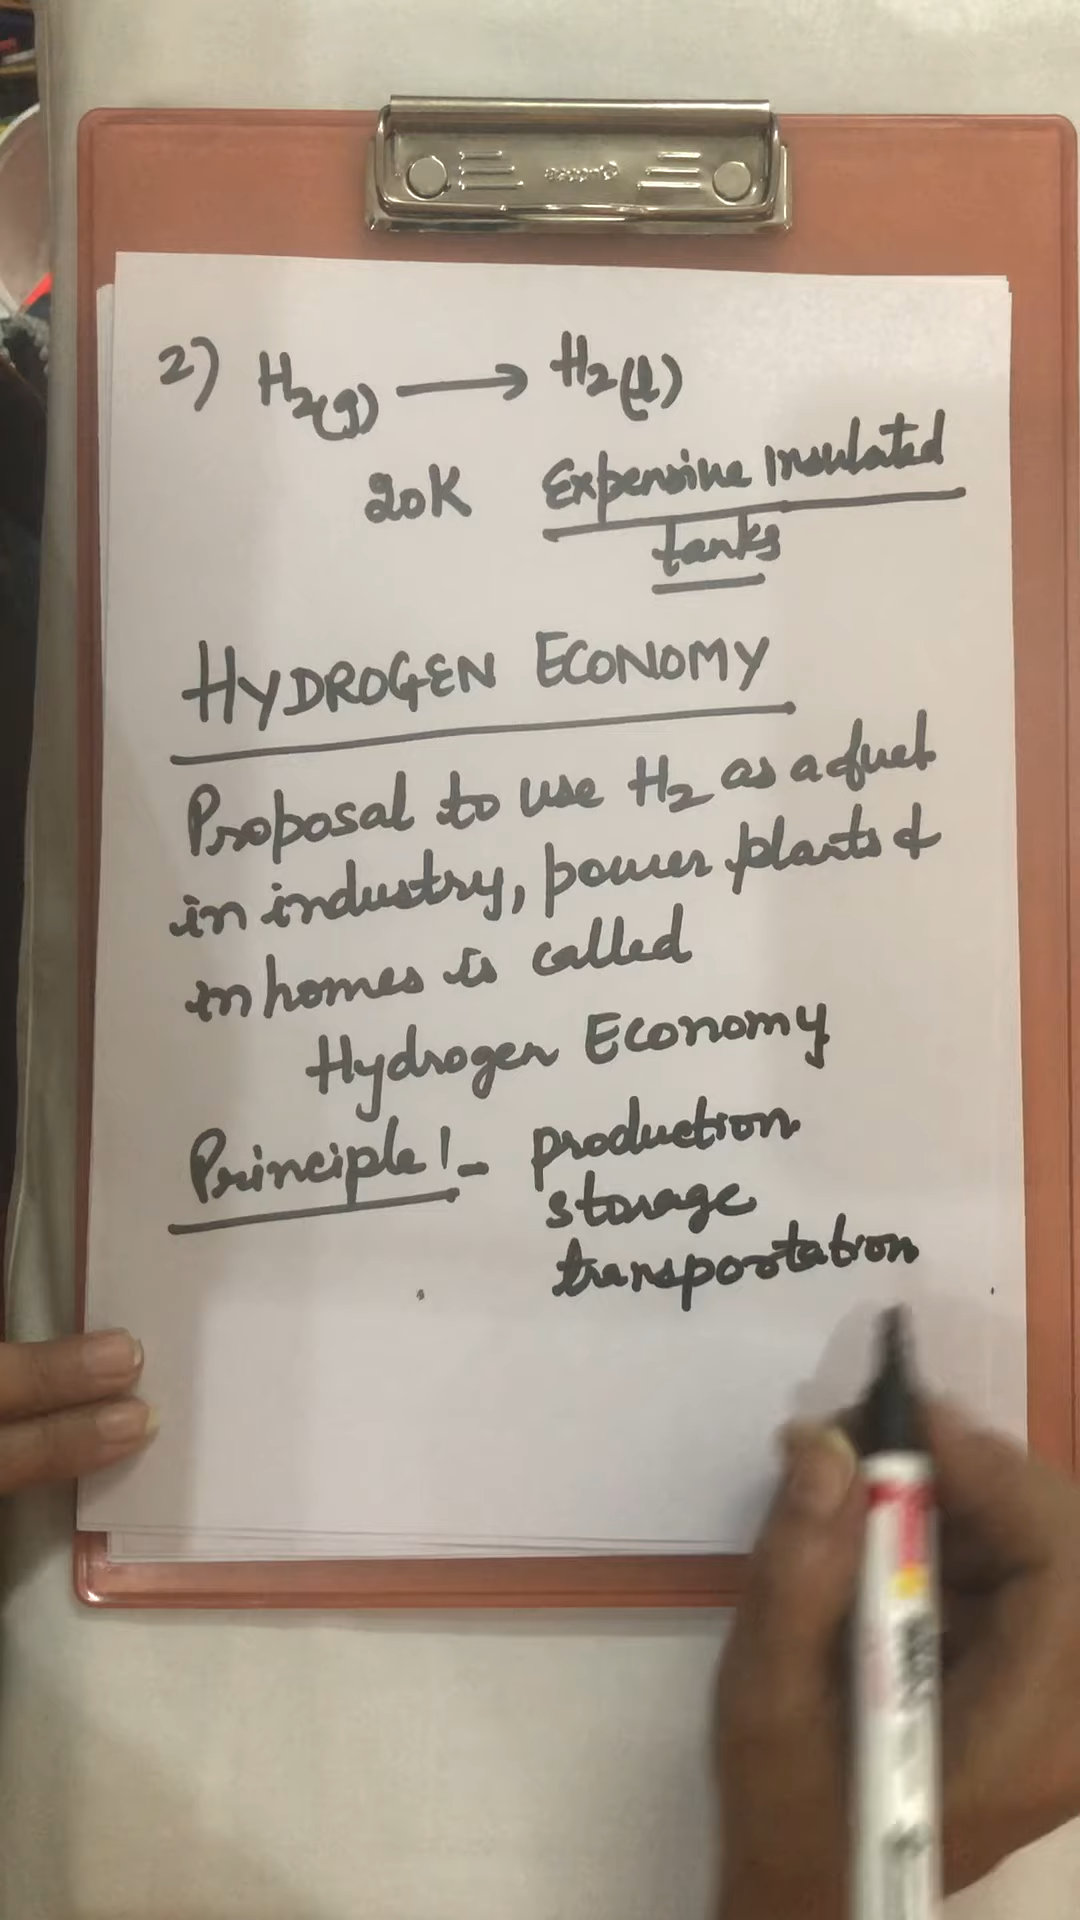 2) H₂(g) → H₂(l)
20K Expensive Insulated
tanks
HYDROGEN ECONOMY
Proposal to use H₂ as a fuel
in industry, power plants &
in homes is called
Hydrogen Economy
Principle :- production
storage
transportation